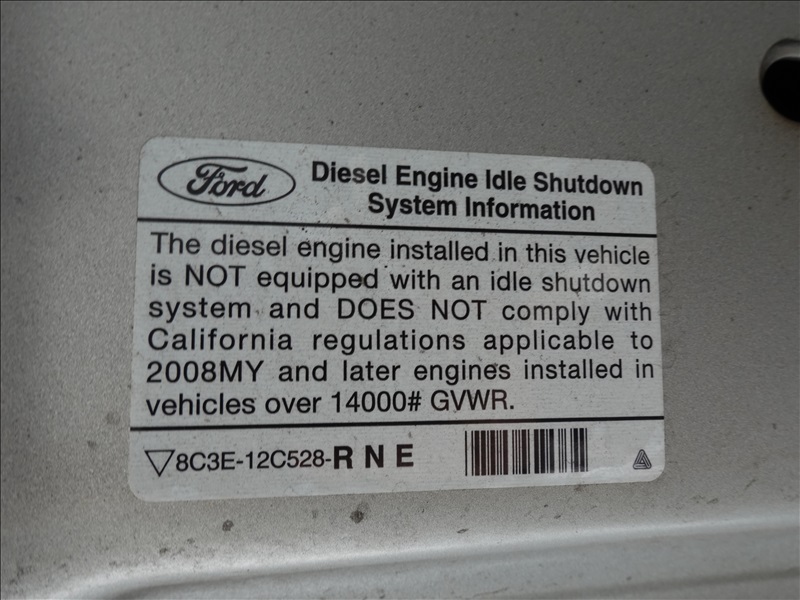 Ford
Diesel Engine Idle Shutdown
System Information
The diesel engine installed in this vehicle
is NOT equipped with an idle shutdown
system and DOES NOT comply with
California regulations applicable to
2008MY and later engines installed in
vehicles over 14000# GVWR.
▽8C3E-12C528-RNE